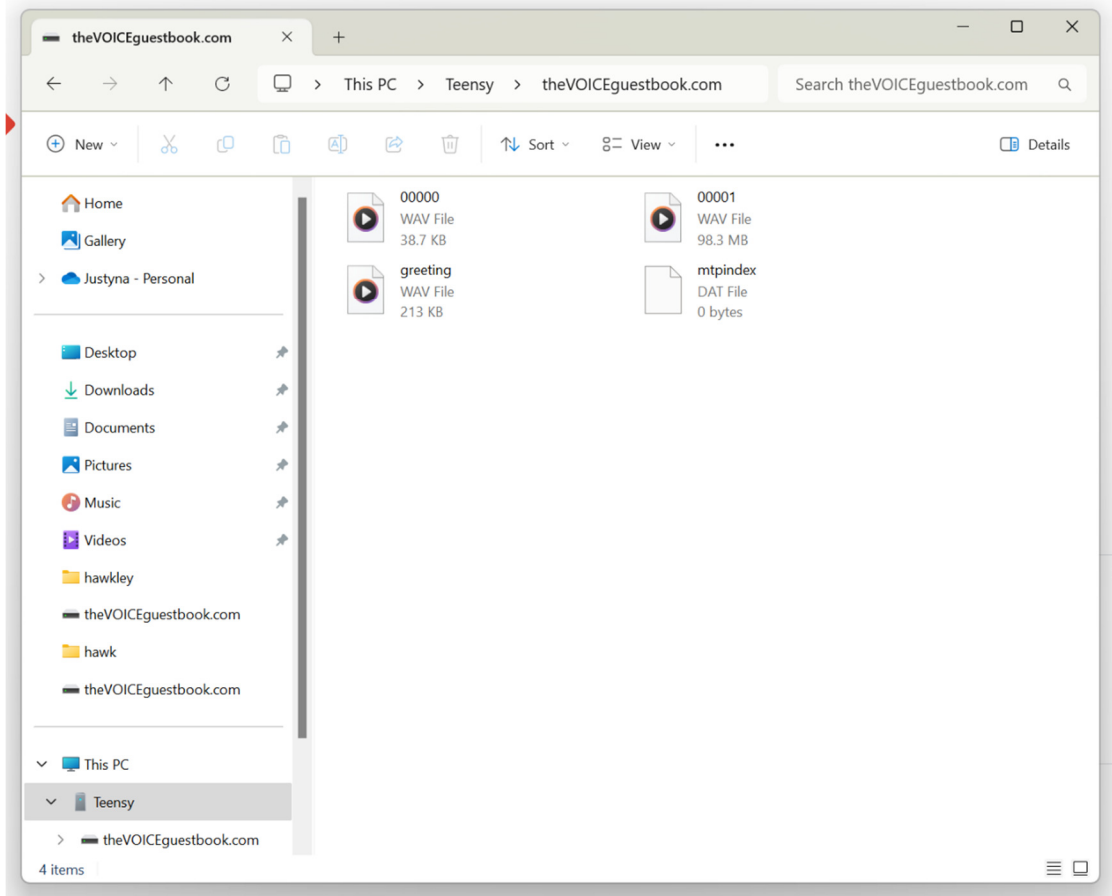 theVOICEguestbook.com
This PC > Teensy > theVOICEguestbook.com
Search theVOICEguestbook.com
New
Sort
View
Details
Home
Gallery
Justyna - Personal
Desktop
Downloads
Documents
Pictures
Music
Videos
hawkley
theVOICEguestbook.com
hawk
theVOICEguestbook.com
This PC
Teensy
theVOICEguestbook.com
00000
WAV File
38.7 KB
00001
WAV File
98.3 MB
greeting
WAV File
213 KB
mtpindex
DAT File
0 bytes
4 items